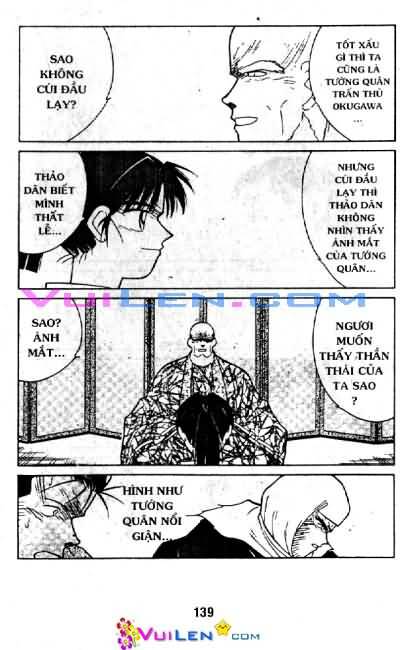 TỐT XẤU
GÌ THÌ TA
CŨNG LÀ
TƯỚNG QUÂN
TRẤN THỦ
OKUGAWA
...
SAO
KHÔNG
CÚI ĐẦU
LẠY?
NHƯNG
CÚI ĐẦU
LẠY THÌ
THẢO DÂN
KHÔNG
NHÌN THẤY
ÁNH MẮT
CỦA TƯỚNG
QUÂN...
THẢO
DÂN BIẾT
MÌNH
THẤT
LỄ...
VUILEN.COM
NGƯƠI
MUỐN
THẤY THẦN
THÁI CỦA
TA SAO
?
SAO?
ÁNH
MẮT...
HÌNH NHƯ
TƯỚNG
QUÂN NỔI
GIẬN...
139
VUILEN.COM